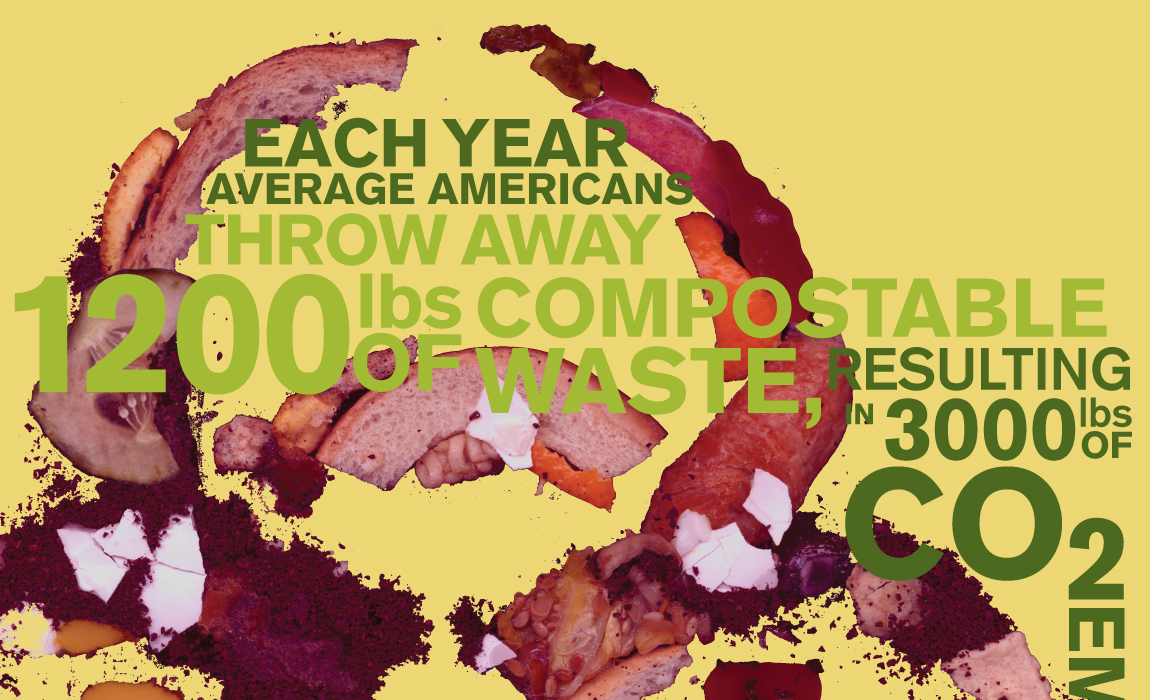 EACH YEAR
AVERAGE AMERICANS
THROW AWAY
1200 lbs OF COMPOSTABLE
WASTE, RESULTING
IN 3000 lbs OF
CO2